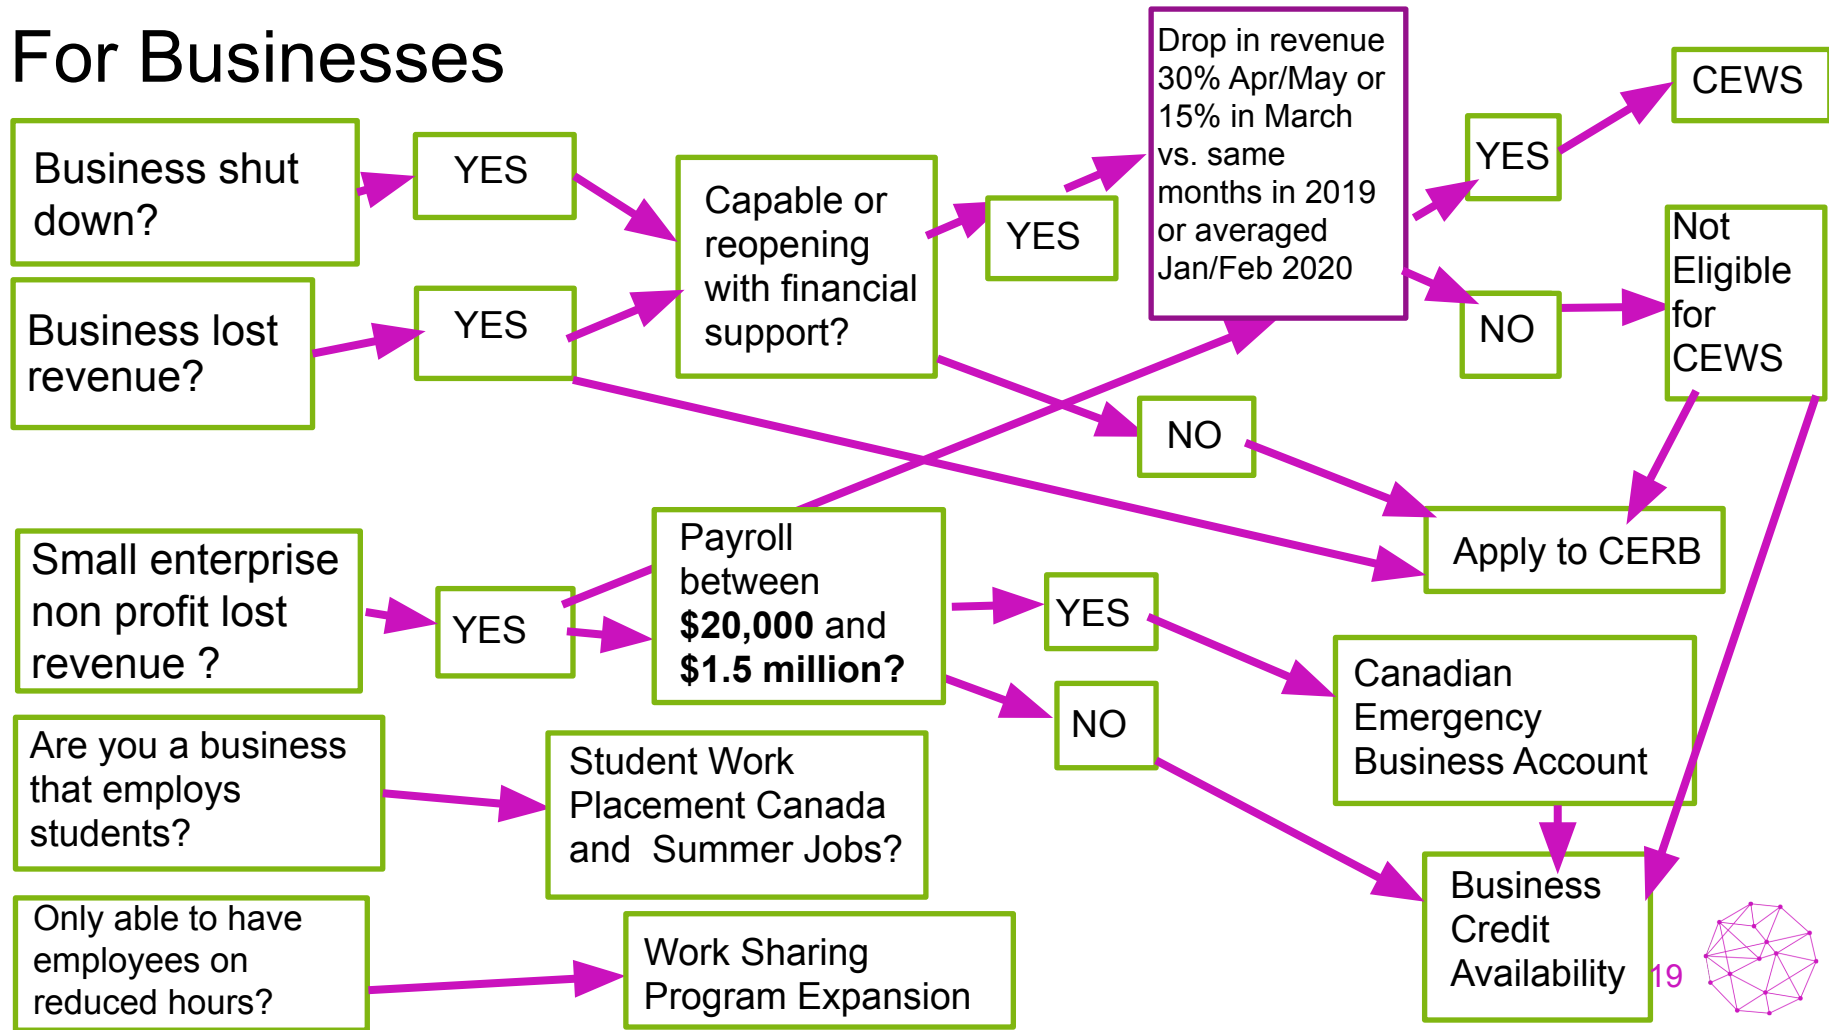 For Businesses
Business shut
down?
YES
Business lost
revenue?
YES
Capable or
reopening
with financial
support?
YES
Drop in revenue
30% Apr/May or
15% in March
vs. same
months in 2019
or averaged
Jan/Feb 2020
YES
CEWS
NO
Not
Eligible
for
CEWS
NO
Apply to CERB
Small enterprise
non profit lost
revenue ?
YES
Payroll
between
$20,000 and
$1.5 million?
YES
NO
Canadian
Emergency
Business Account
Are you a business
that employs
students?
Student Work
Placement Canada
and Summer Jobs?
Business
Credit
Availability
Only able to have
employees on
reduced hours?
Work Sharing
Program Expansion
19